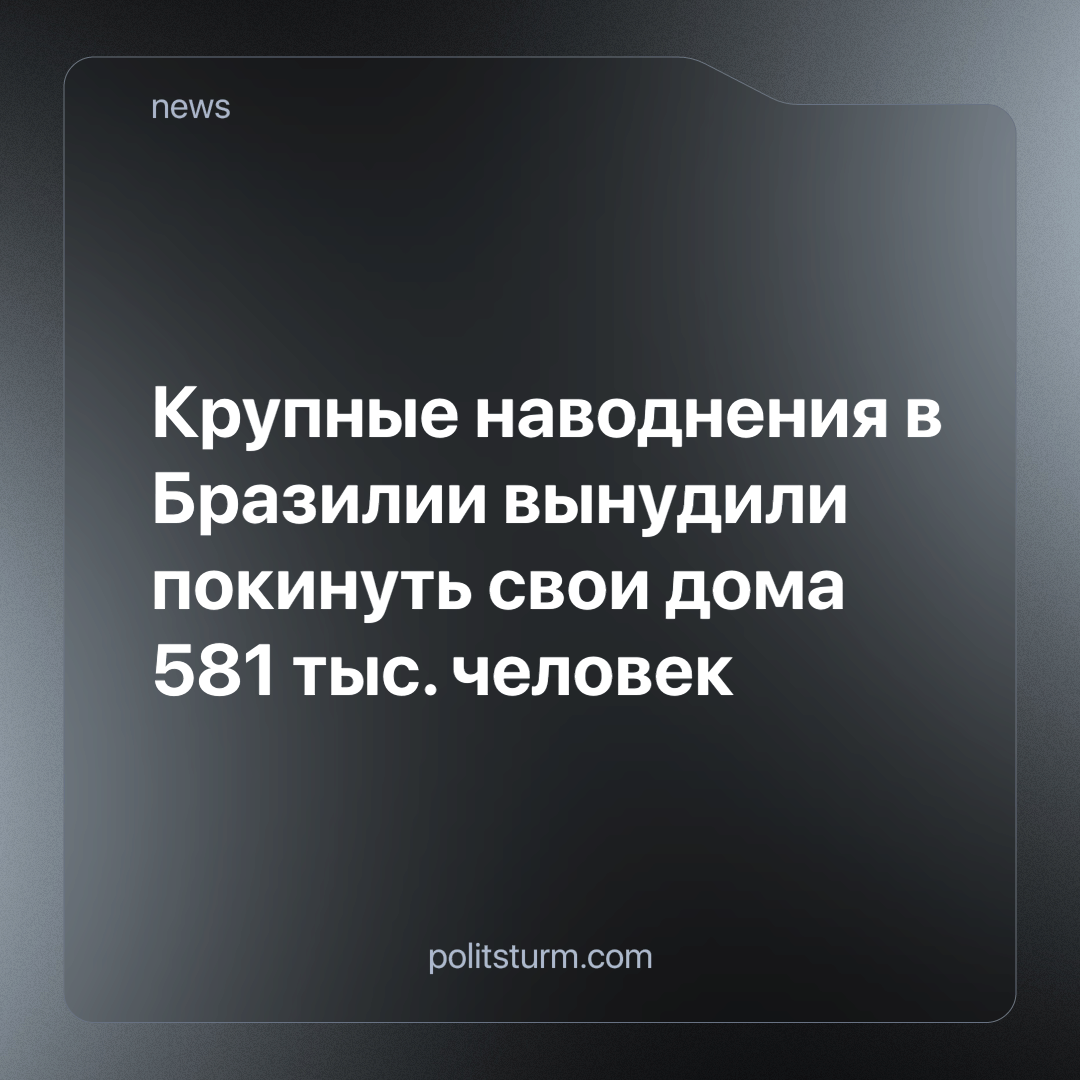 news
Крупные наводнения в
Бразилии вынудили
покинуть свои дома
581 тыс. человек
politsturm.com